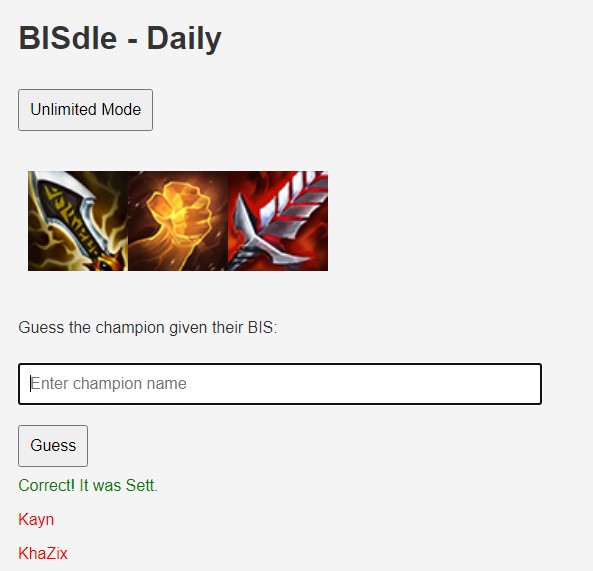 BISdle - Daily
Unlimited Mode
Guess the champion given their BIS:
Enter champion name
Guess
Correct! It was Sett.
Kayn
KhaZix